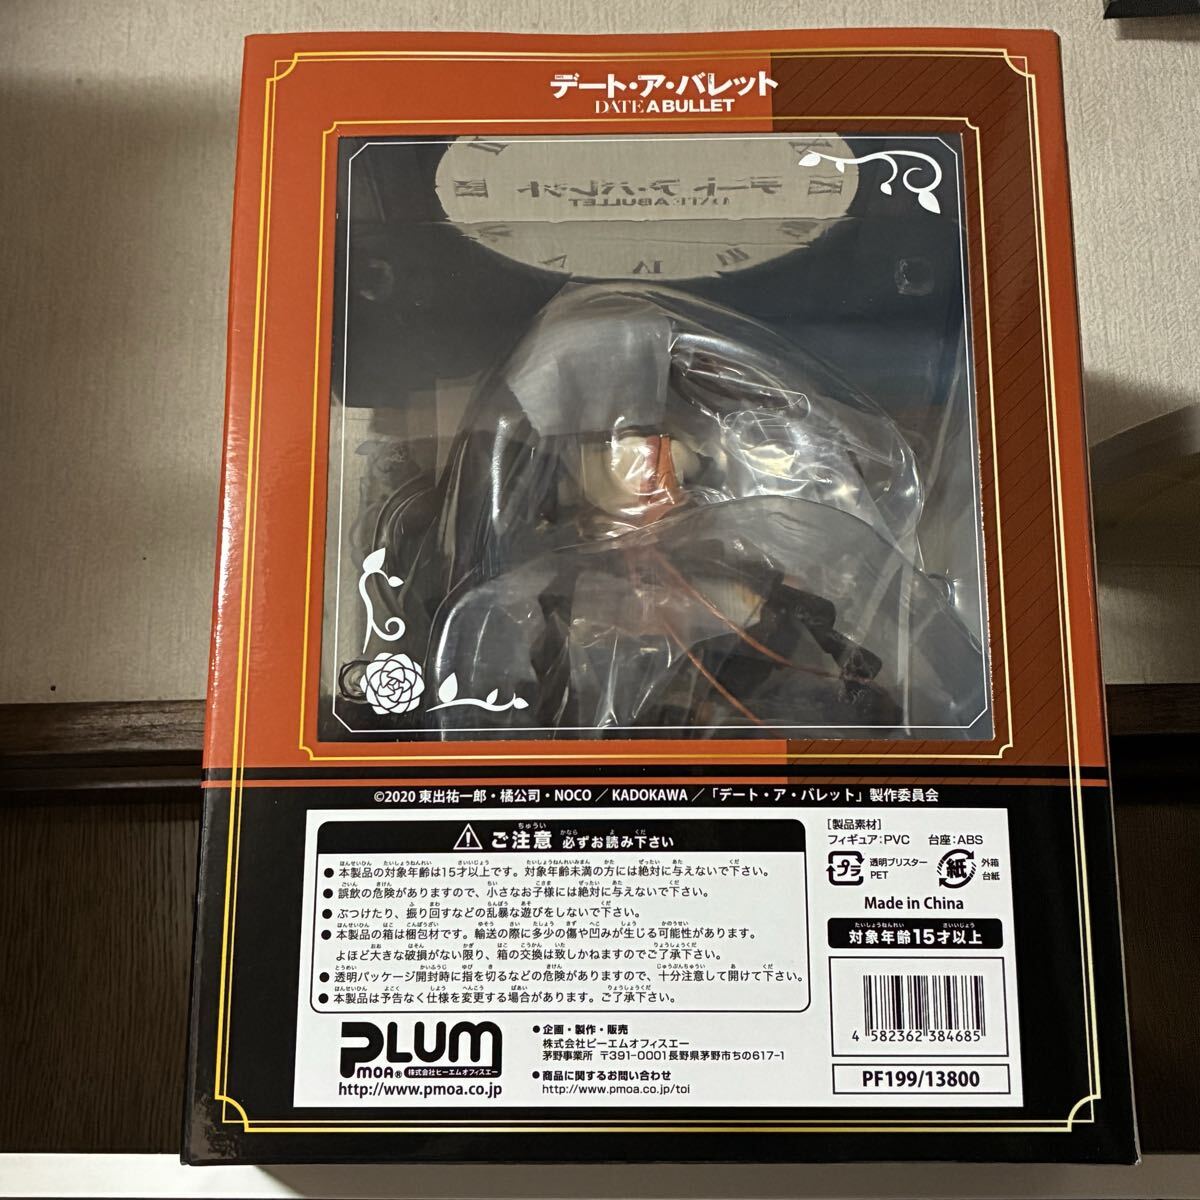 デート・ア・バレット
DATE A BULLET
デート・ア・バレット
DATE A BULLET
©2020 東出祐一郎・橘公司・NOCO ／ KADOKAWA ／「デート・ア・バレット」製作委員会
ご注意 必ずお読み下さい
● 本製品の対象年齢は15才以上です。対象年齢未満の方には絶対に与えないで下さい。
● 誤飲の危険がありますので、小さなお子様には絶対に与えないで下さい。
● ぶつけたり、振り回すなどの乱暴な遊びをしないで下さい。
● 本製品の箱は梱包材です。輸送の際に多少の傷や凹みが生じる可能性があります。
よほど大きな破損がない限り、箱の交換は致しかねますのでご了承下さい。
● 透明パッケージ開封時に指を切るなどの危険がありますので、十分注意して開けて下さい。
● 本製品は予告なく仕様を変更する場合があります。ご了承下さい。
PLUM
PMOA® 株式会社ピーエムオフィスエー
http://www.pmoa.co.jp
● 企画・製作・販売
株式会社ピーエムオフィスエー
茅野事業所 〒391-0001長野県茅野市ちの617-1
● 商品に関するお問い合わせ
http://www.pmoa.co.jp/toi
[製品素材]
フィギュア:PVC 台座:ABS
プラ 透明ブリスター PET
紙 外箱 台紙
Made in China
対象年齢15才以上
4 582362 384685
PF199/13800